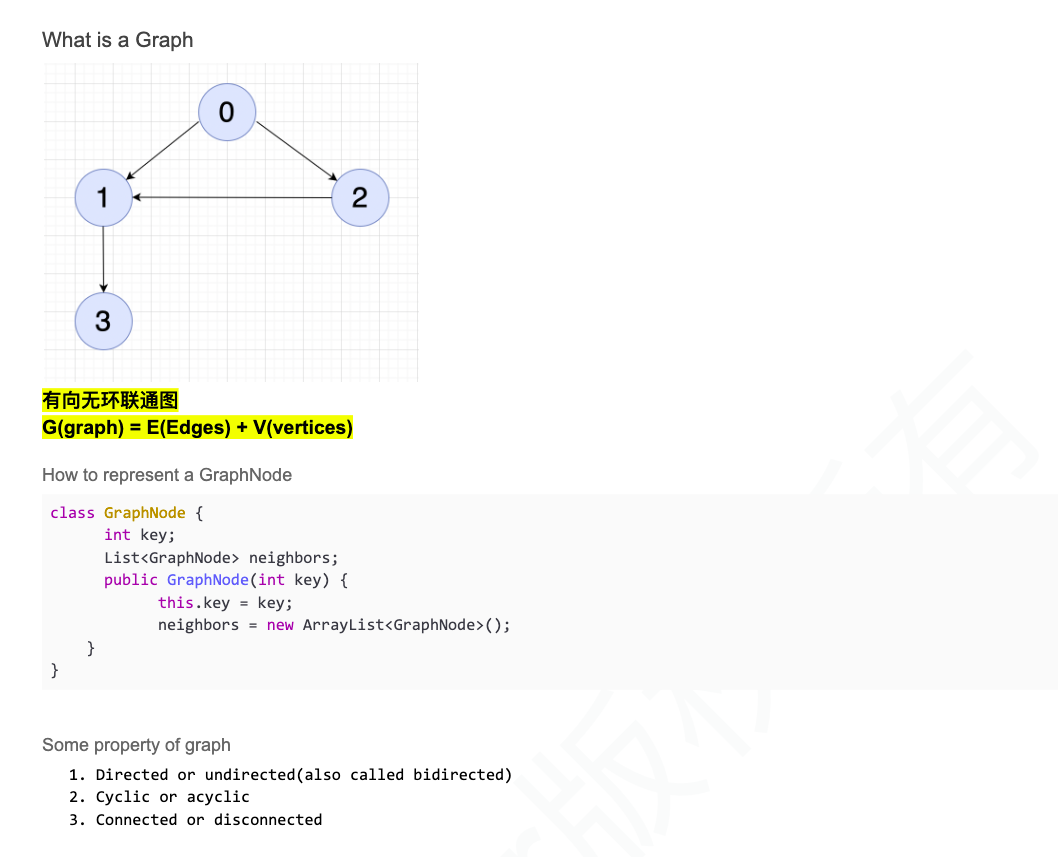 What is a Graph
0
1
2
3
有向无环联通图
G(graph) = E(Edges) + V(vertices)
How to represent a GraphNode
class GraphNode {
int key;
List<GraphNode> neighbors;
public GraphNode(int key) {
this.key = key;
neighbors = new ArrayList<GraphNode>();
}
}
Some property of graph
1. Directed or undirected(also called bidirected)
2. Cyclic or acyclic
3. Connected or disconnected